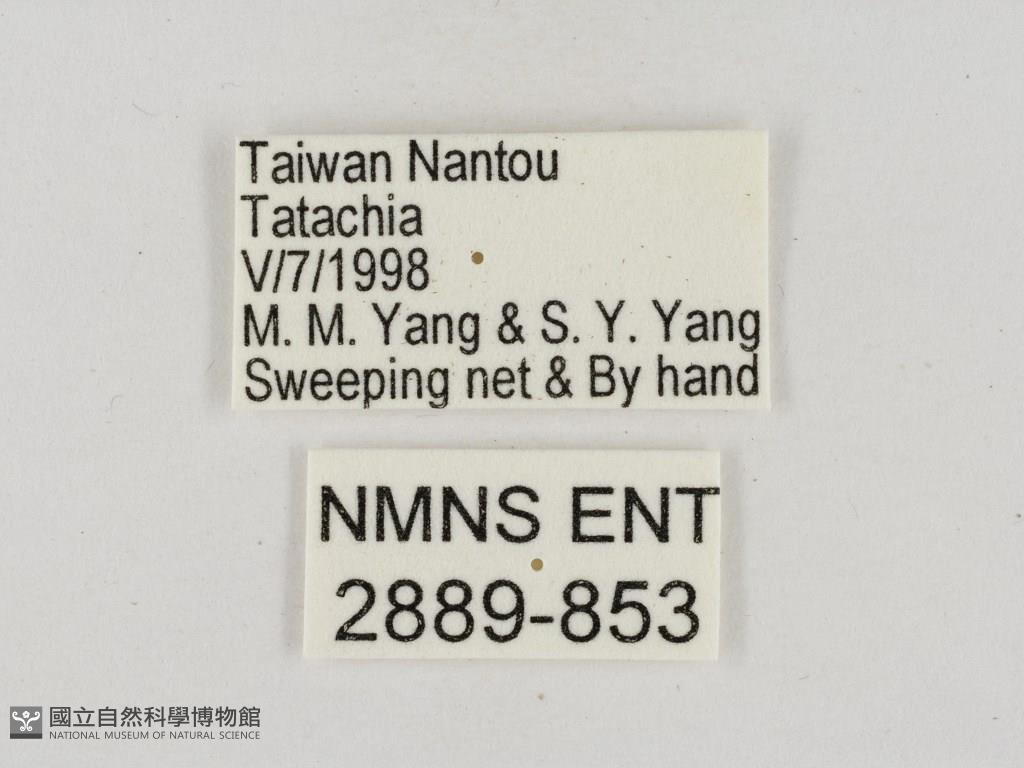 Taiwan Nantou
Tatachia
V/7/1998
M. M. Yang & S. Y. Yang
Sweeping net & By hand
NMNS ENT
2889-853
國立自然科學博物館
NATIONAL MUSEUM OF NATURAL SCIENCE